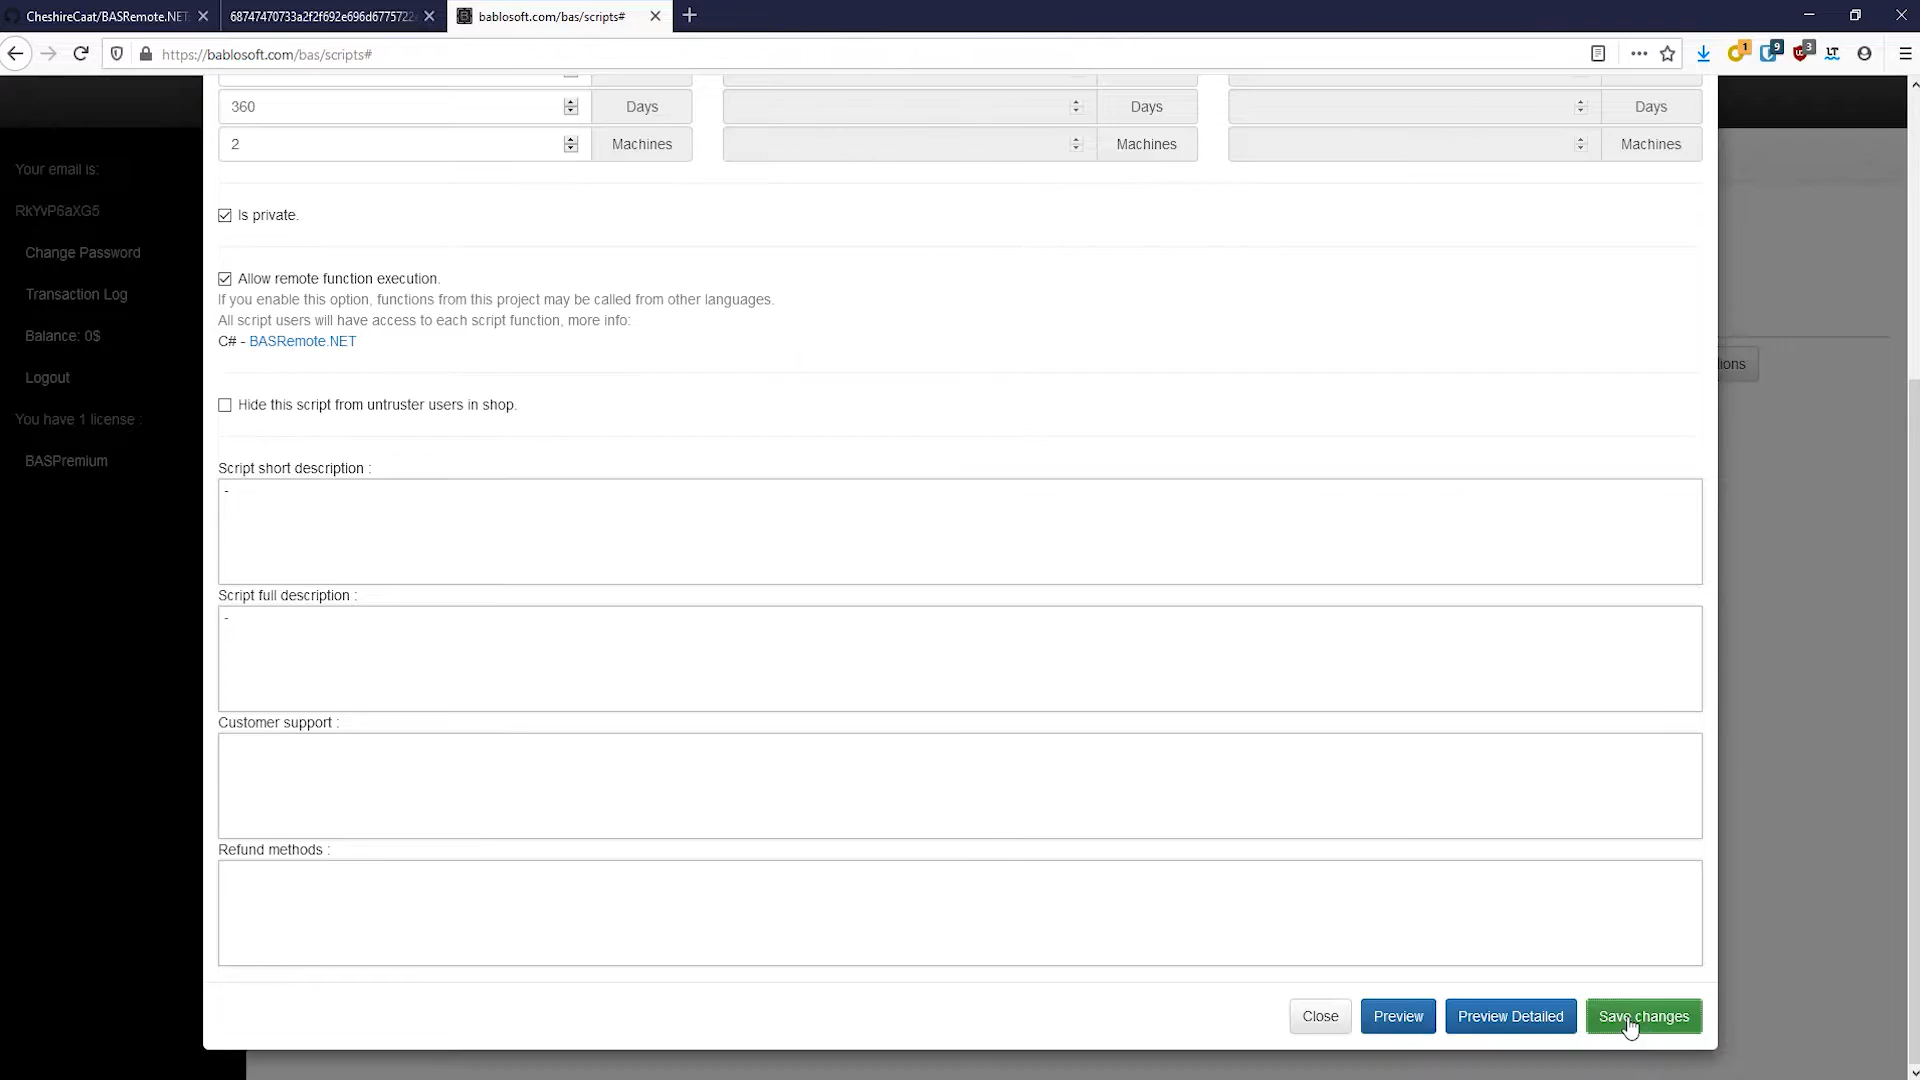 CheshireCaat/BASRemote.NET:
68747470733a2f2f692e696d6775722
bablosoft.com/bas/scripts#
https://bablosoft.com/bas/scripts#
1
9
3
360
Days
Days
Days
2
Machines
Machines
Machines
Your email is:
RkYvP6aXG5
Change Password
Transaction Log
Balance: 0$
Logout
You have 1 license :
BASPremium
Is private.
Allow remote function execution.
If you enable this option, functions from this project may be called from other languages.
All script users will have access to each script function, more info:
C# - BASRemote.NET
ions
Hide this script from untruster users in shop.
Script short description :
-
Script full description :
-
Customer support :
Refund methods :
Close
Preview
Preview Detailed
Save changes